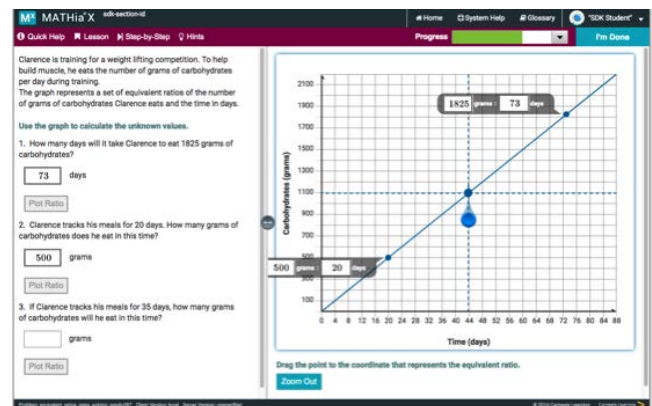 MATHia X sdk-section-id
Home System Help Glossary "SDK Student"
Quick Help Lesson Step-by-Step Hints Progress I'm Done
Clarence is training for a weight lifting competition. To help
build muscle, he eats the number of grams of carbohydrates
per day during training.
The graph represents a set of equivalent ratios of the number
of grams of carbohydrates Clarence eats and the time in days.
Use the graph to calculate the unknown values.
1. How many days will it take Clarence to eat 1825 grams of
carbohydrates?
73 days
Plot Ratio
2. Clarence tracks his meals for 20 days. How many grams of
carbohydrates does he eat in this time?
500 grams
Plot Ratio
3. If Clarence tracks his meals for 35 days, how many grams
of carbohydrates will he eat in this time?
grams
Plot Ratio
Carbohydrates (grams)
2100
1900
1825 grams : 73 days
1700
1500
1300
1100
900
700
500
500 grams : 20 days
100
0 4 8 12 16 20 24 28 32 36 40 44 48 52 56 60 64 68 72 76 80 84 88
Time (days)
Drag the point to the coordinate that represents the equivalent ratio.
Zoom Out